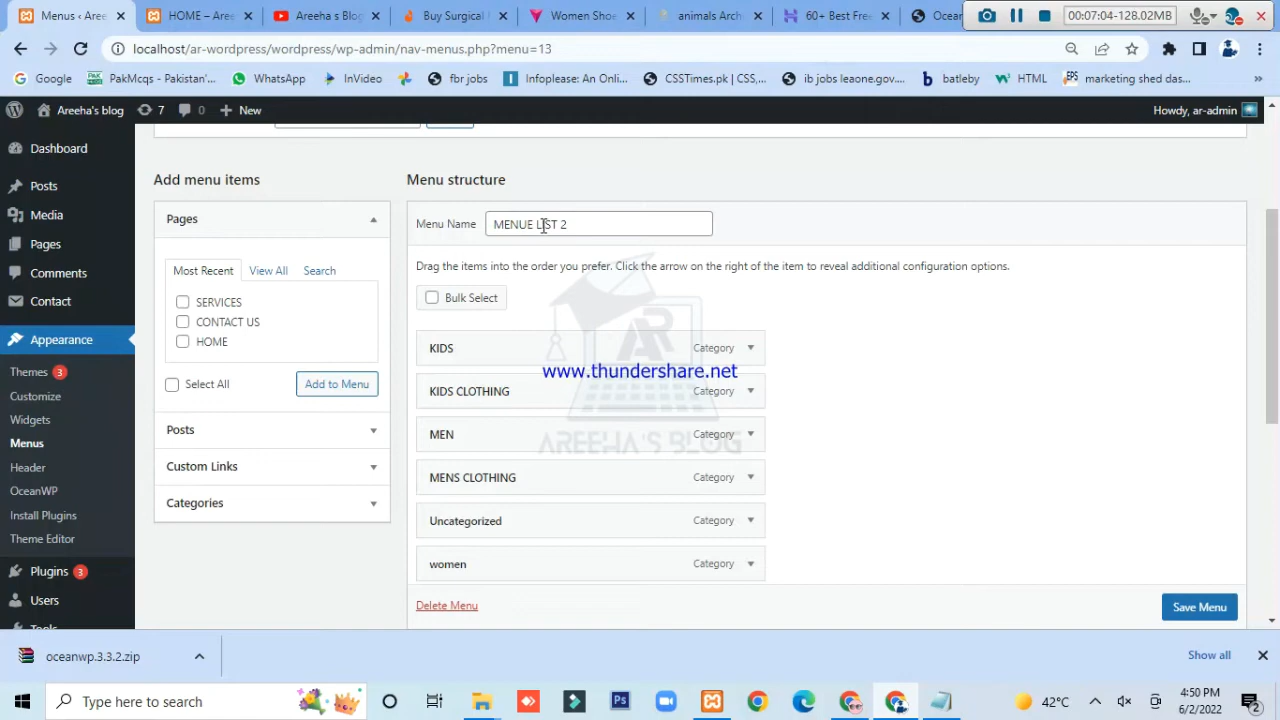 Menus ‹ Are
HOME – Are
Areeha's Blog
Buy Surgical
Women Shoe
animals Arch
60+ Best Free
Ocean
00:07:04-128.02MB
localhost/ar-wordpress/wordpress/wp-admin/nav-menus.php?menu=13
Google
PakMcqs - Pakistan'...
WhatsApp
InVideo
fbr jobs
Infoplease: An Onli...
CSSTimes.pk | CSS,...
ib jobs leaone.gov....
batleby
HTML
marketing shed das...
Areeha's blog
7
0
New
Howdy, ar-admin
Dashboard
Posts
Media
Pages
Comments
Contact
Appearance
Themes 3
Customize
Widgets
Menus
Header
OceanWP
Install Plugins
Theme Editor
Plugins 3
Users
Tools
Add menu items
Pages
Most Recent
View All
Search
SERVICES
CONTACT US
HOME
Select All
Add to Menu
Posts
Custom Links
Categories
Menu structure
Menu Name
MENUE LIST 2
Drag the items into the order you prefer. Click the arrow on the right of the item to reveal additional configuration options.
Bulk Select
KIDS Category
KIDS CLOTHING Category
MEN Category
MENS CLOTHING Category
Uncategorized Category
women Category
AR
www.thundershare.net
AREEHA'S BLOG
Delete Menu
Save Menu
oceanwp.3.3.2.zip
Show all
Type here to search
Ps
42°C
4:50 PM
6/2/2022
2